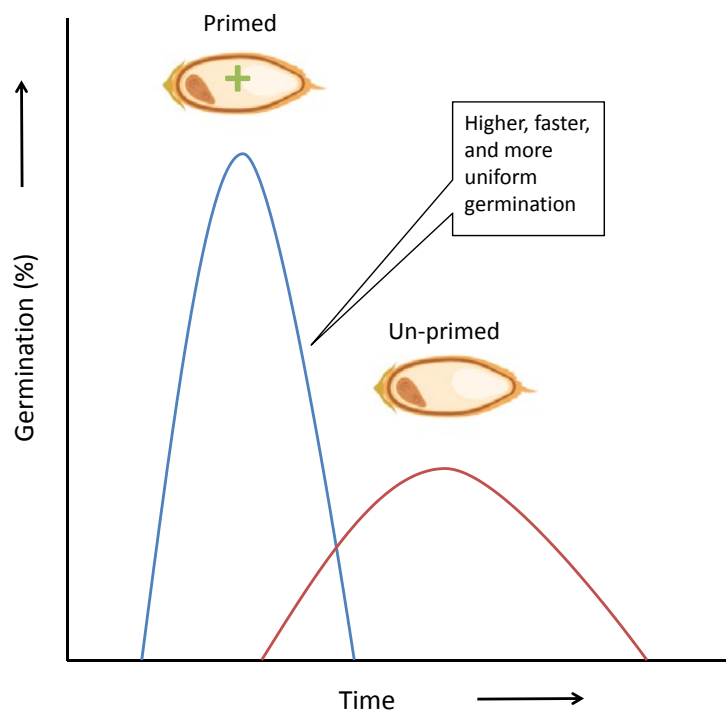 Primed
Higher, faster,
and more
uniform
germination
Un-primed
Germination (%)
Time